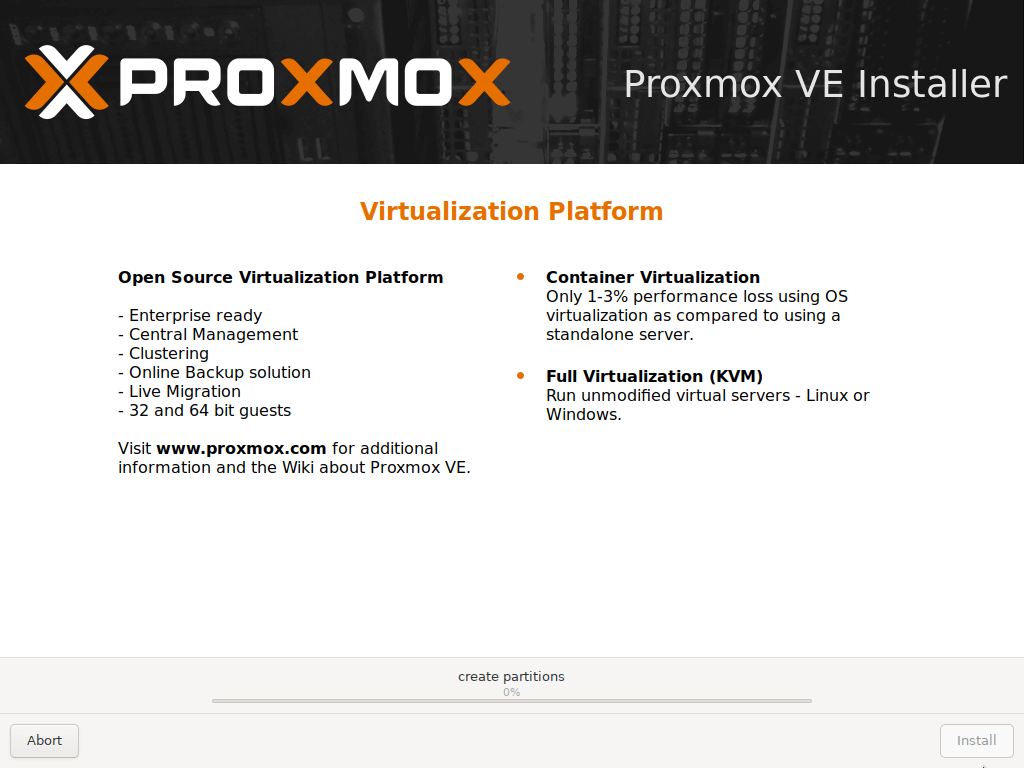 PROXMOX
Proxmox VE Installer
Virtualization Platform
Open Source Virtualization Platform
- Enterprise ready
- Central Management
- Clustering
- Online Backup solution
- Live Migration
- 32 and 64 bit guests
Visit www.proxmox.com for additional
information and the Wiki about Proxmox VE.
Container Virtualization
Only 1-3% performance loss using OS
virtualization as compared to using a
standalone server.
Full Virtualization (KVM)
Run unmodified virtual servers - Linux or
Windows.
create partitions
0%
Abort
Install